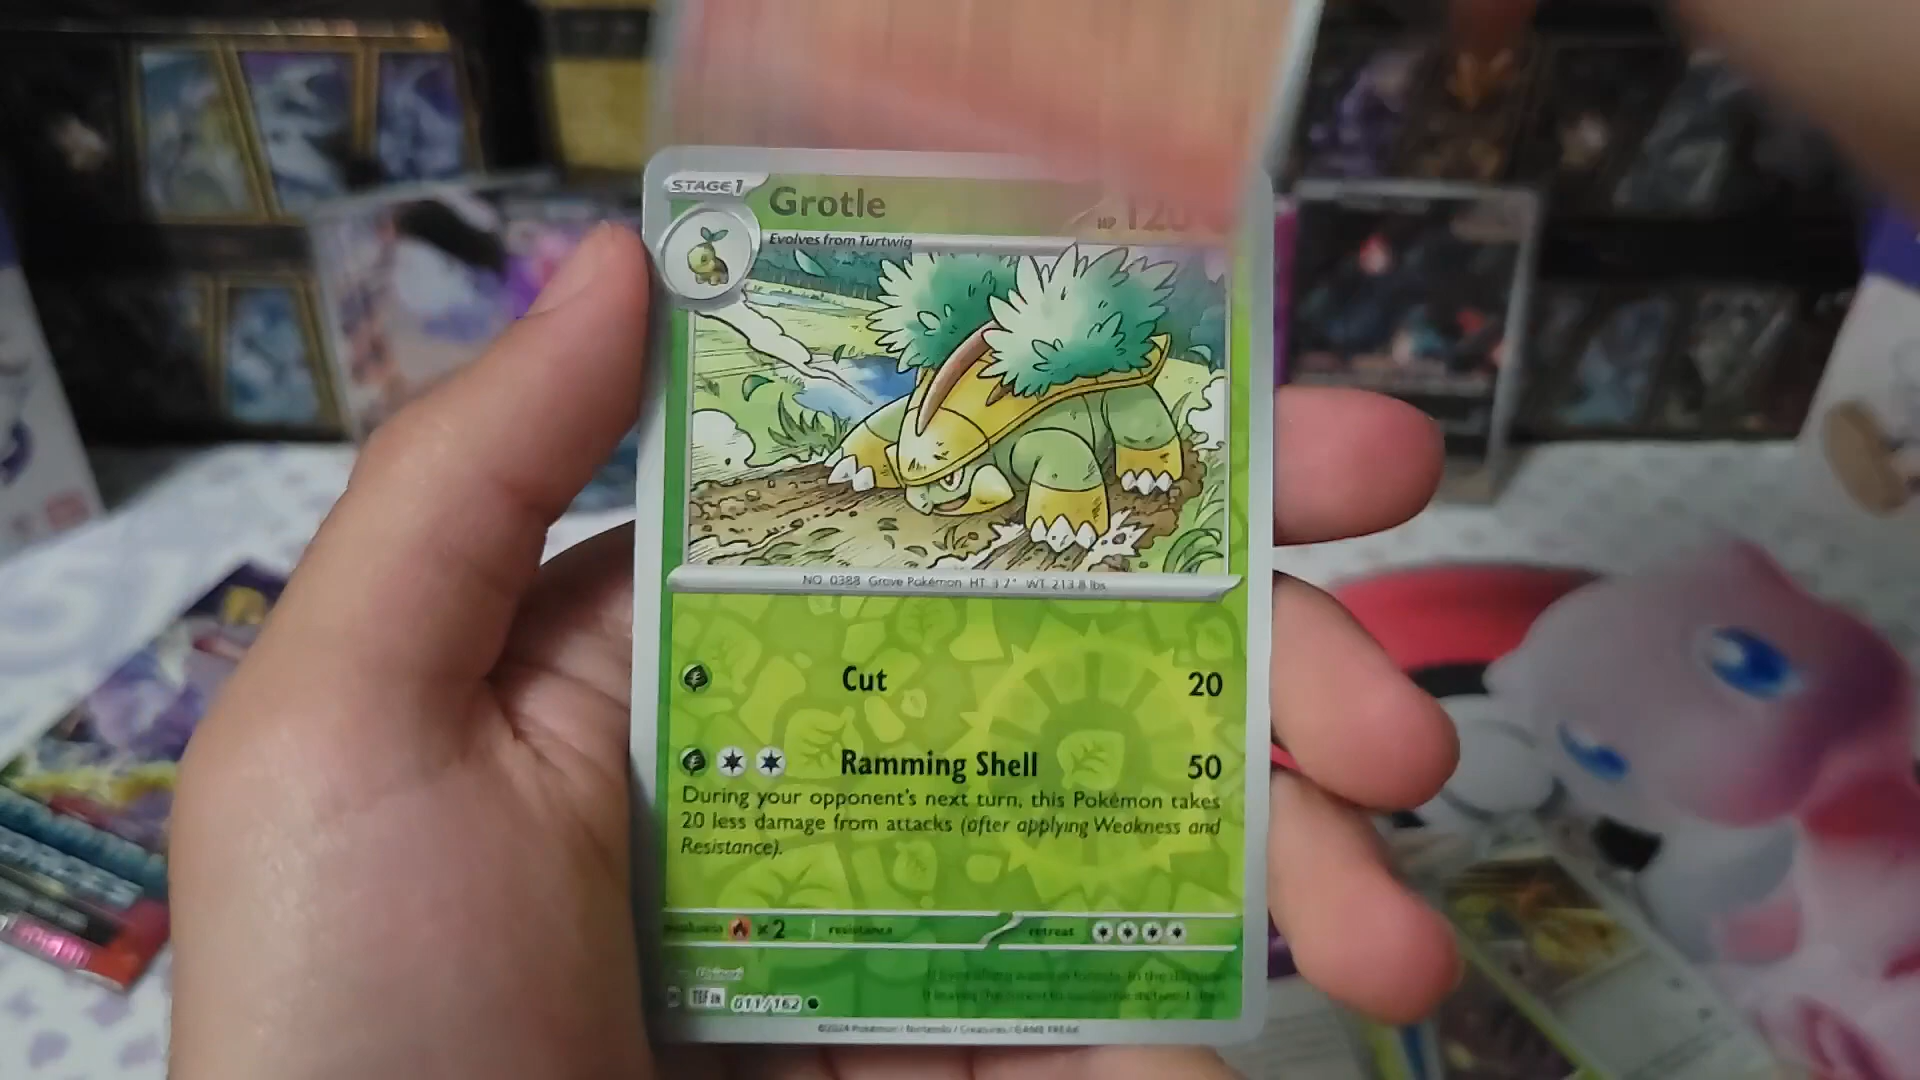 STAGE 1
Grotle
HP 120
Evolves from Turtwig
NO. 0388 Grove Pokémon HT. 3'7" WT. 213.8 lbs.
Cut 20
Ramming Shell 50
During your opponent's next turn, this Pokémon takes
20 less damage from attacks (after applying Weakness and
Resistance).
weakness ×2 resistance retreat
TEF EN 011/162
©2024 Pokémon / Nintendo / Creatures / GAME FREAK